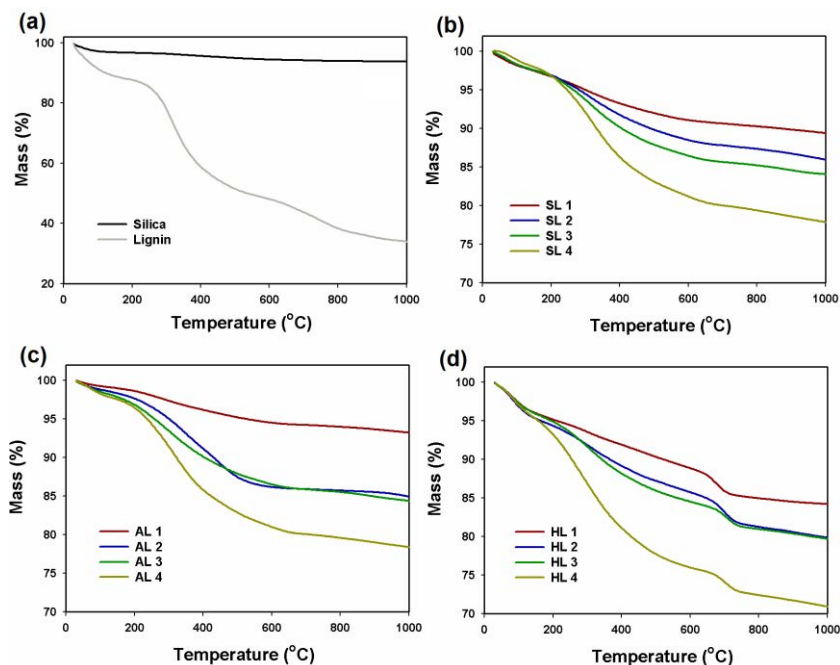 (a)
100
80
60
40
20
Mass (%)
Silica
Lignin
0 200 400 600 800 1000
Temperature (°C)
(b)
100
95
90
85
80
75
70
Mass (%)
SL 1
SL 2
SL 3
SL 4
0 200 400 600 800 1000
Temperature (°C)
(c)
100
95
90
85
80
75
70
Mass (%)
AL 1
AL 2
AL 3
AL 4
0 200 400 600 800 1000
Temperature (°C)
(d)
100
95
90
85
80
75
70
Mass (%)
HL 1
HL 2
HL 3
HL 4
0 200 400 600 800 1000
Temperature (°C)